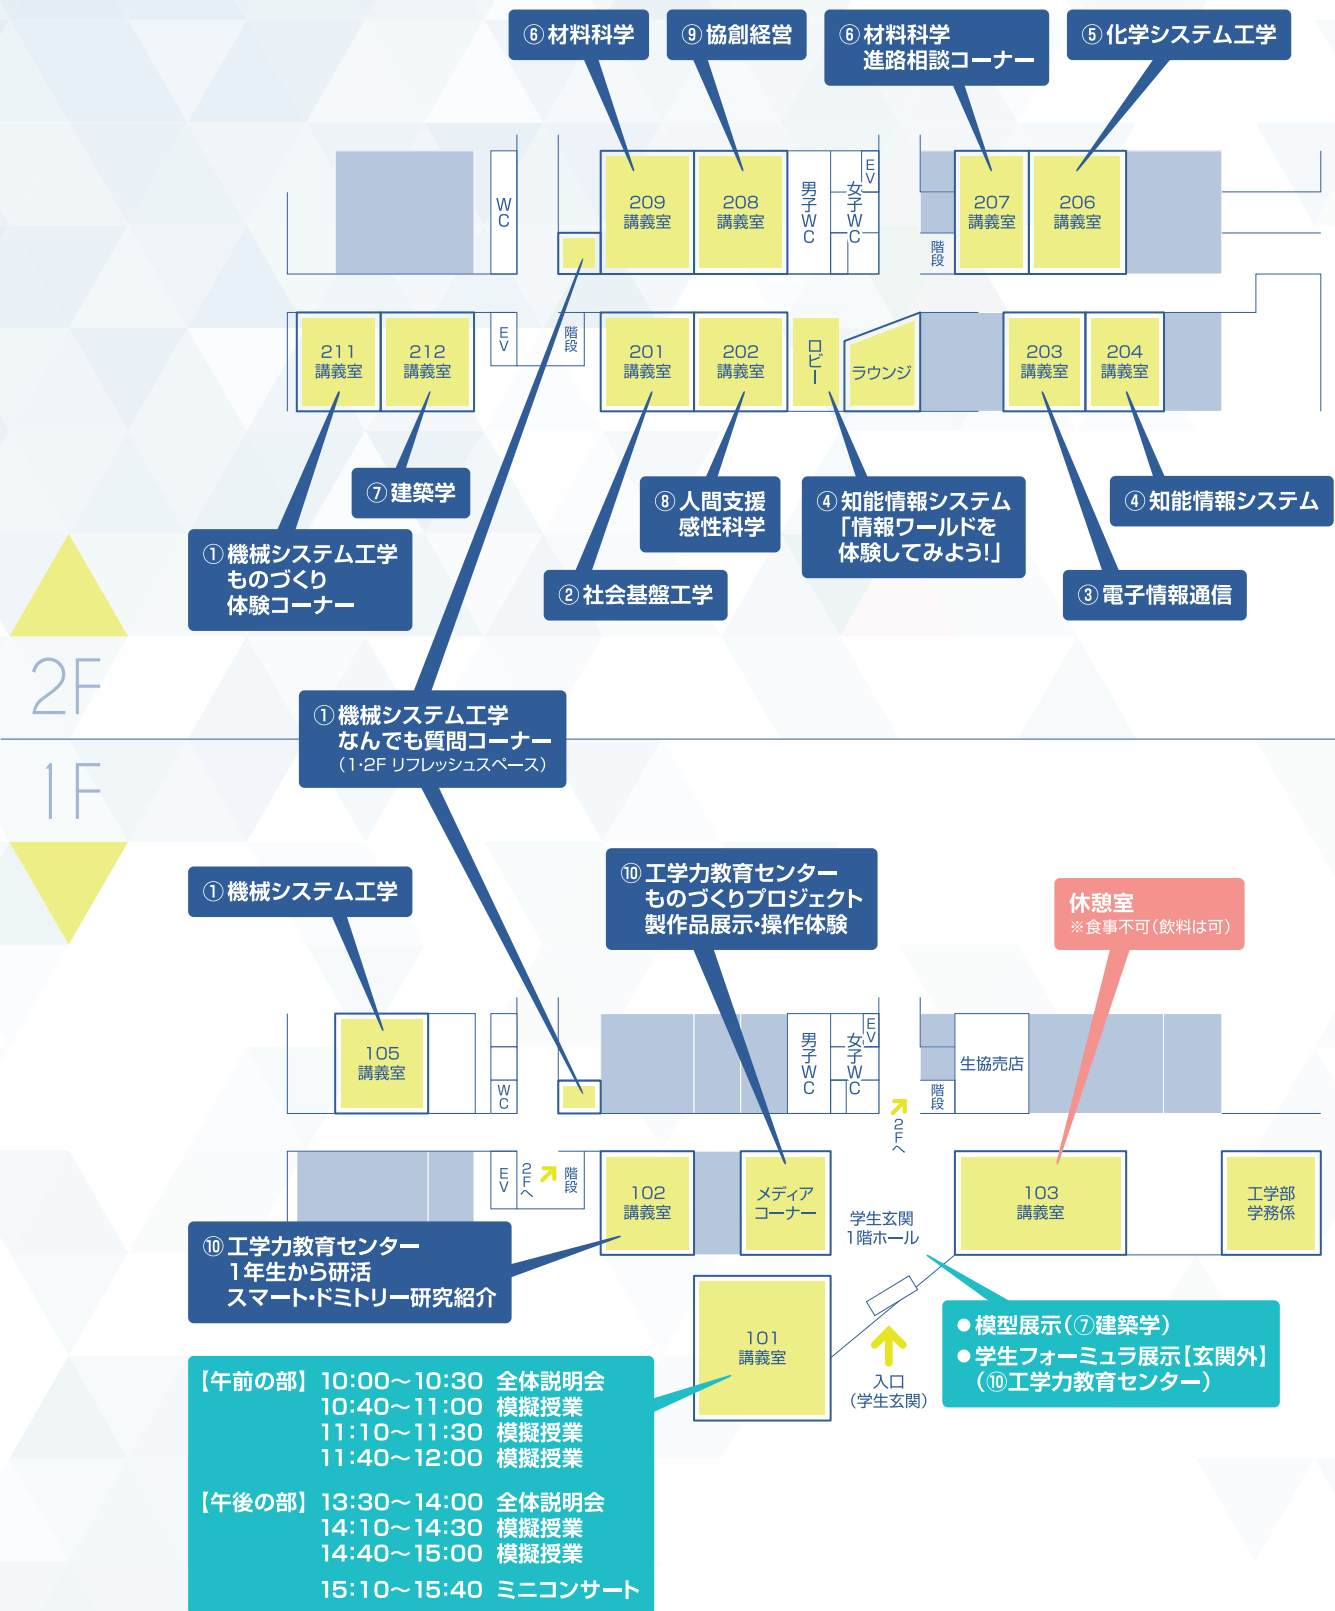 ⑥材料科学
⑨協創経営
⑥材料科学
進路相談コーナー
⑤化学システム工学
WC
209
講義室
208
講義室
男子WC
女子WC
EV
階段
207
講義室
206
講義室
211
講義室
212
講義室
EV
階段
201
講義室
202
講義室
ロビー
ラウンジ
203
講義室
204
講義室
⑦建築学
①機械システム工学
ものづくり
体験コーナー
⑧人間支援
感性科学
②社会基盤工学
④知能情報システム
「情報ワールドを
体験してみよう!」
④知能情報システム
③電子情報通信
2F
①機械システム工学
なんでも質問コーナー
(1・2F リフレッシュスペース)
1F
①機械システム工学
⑩工学力教育センター
ものづくりプロジェクト
製作品展示・操作体験
休憩室
※食事不可(飲料は可)
105
講義室
WC
男子WC
女子WC
EV
2Fへ
階段
生協売店
EV
2Fへ
階段
102
講義室
メディア
コーナー
学生玄関
1階ホール
103
講義室
工学部
学務係
⑩工学力教育センター
1年生から研活
スマート・ドミトリー研究紹介
101
講義室
入口
(学生玄関)
●模型展示(⑦建築学)
●学生フォーミュラ展示【玄関外】
(⑩工学力教育センター)
【午前の部】10:00〜10:30 全体説明会
10:40〜11:00 模擬授業
11:10〜11:30 模擬授業
11:40〜12:00 模擬授業
【午後の部】13:30〜14:00 全体説明会
14:10〜14:30 模擬授業
14:40〜15:00 模擬授業
15:10〜15:40 ミニコンサート